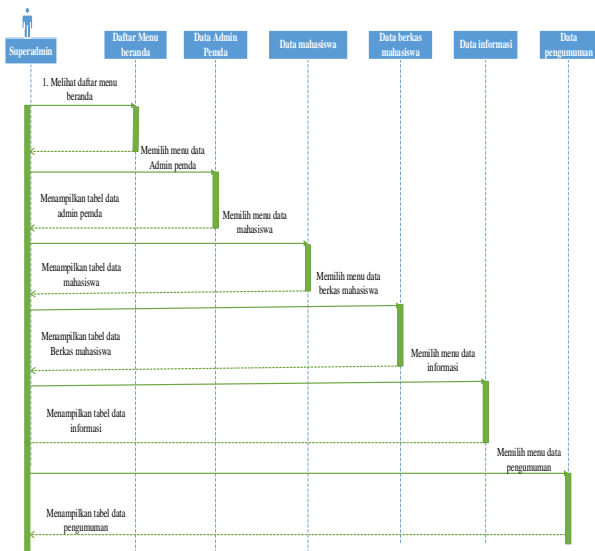 Superadmin
Daftar Menu
beranda
Data Admin
Pemda
Data mahasiswa
Data berkas
mahasiswa
Data informasi
Data
pengumuman
1. Melihat daftar menu
beranda
Memilih menu data
Admin pemda
Menampilkan tabel data
admin pemda
Memilih menu data
mahasiswa
Menampilkan tabel data
mahasiswa
Memilih menu data
berkas mahasiswa
Menampilkan tabel data
Berkas mahasiswa
Memilih menu data
informasi
Menampilkan tabel data
informasi
Memilih menu data
pengumuman
Menampilkan tabel data
pengumuman